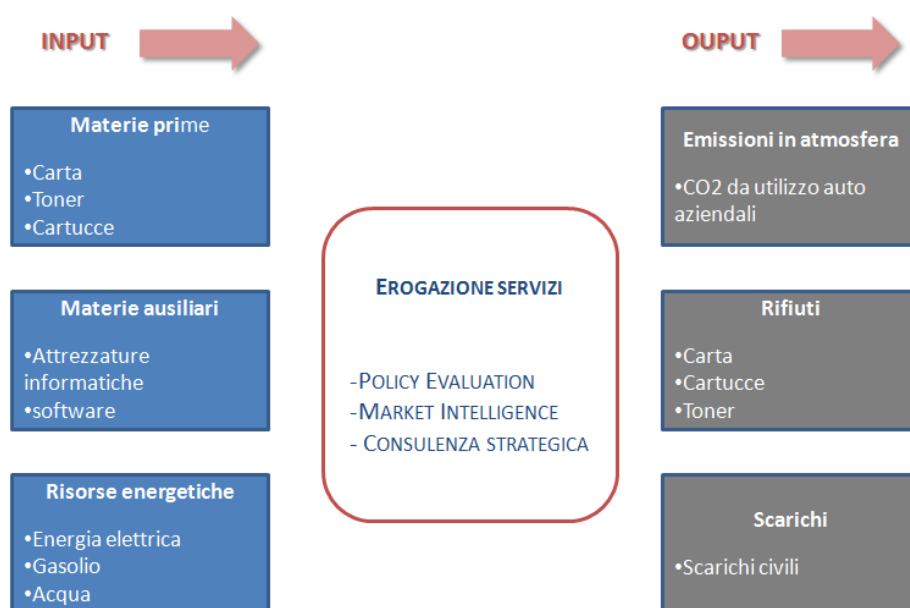 INPUT
OUPUT
Materie prime
•Carta
•Toner
•Cartucce
Materie ausiliari
•Attrezzature
informatiche
•software
Risorse energetiche
•Energia elettrica
•Gasolio
•Acqua
EROGAZIONE SERVIZI
-POLICY EVALUATION
-MARKET INTELLIGENCE
- CONSULENZA STRATEGICA
Emissioni in atmosfera
•CO2 da utilizzo auto
aziendali
Rifiuti
•Carta
•Cartucce
•Toner
Scarichi
•Scarichi civili